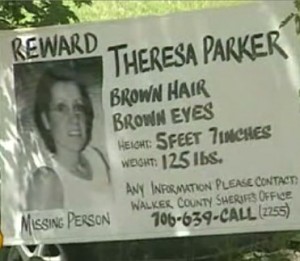 REWARD
THERESA PARKER
BROWN HAIR
BROWN EYES
HEIGHT: 5FEET 7INCHES
WEIGHT: 125 lbs.
ANY INFORMATION PLEASE CONTACT:
WALKER COUNTY SHERIFFS OFFICE
706-639-CALL (2255)
MISSING PERSON